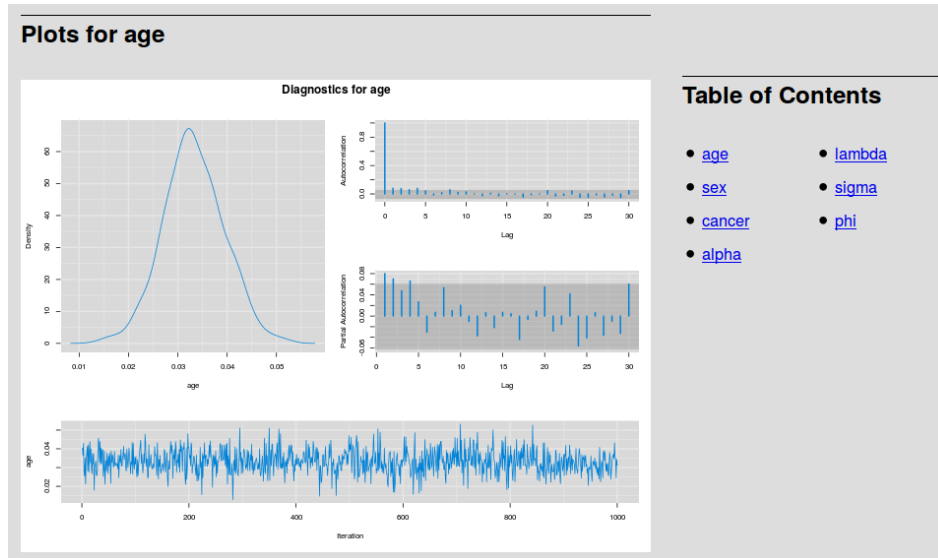 Plots for age
Diagnostics for age
Density
0
10
20
30
40
50
60
0.01 0.02 0.03 0.04 0.05
age
Autocorrelation
0.0
0.4
0.8
0 5 10 15 20 25 30
Lag
Partial Autocorrelation
-0.06
0.00
0.04
0.08
0 5 10 15 20 25 30
Lag
age
0.02
0.04
0 200 400 600 800 1000
Iteration
Table of Contents
age
sex
cancer
alpha
lambda
sigma
phi